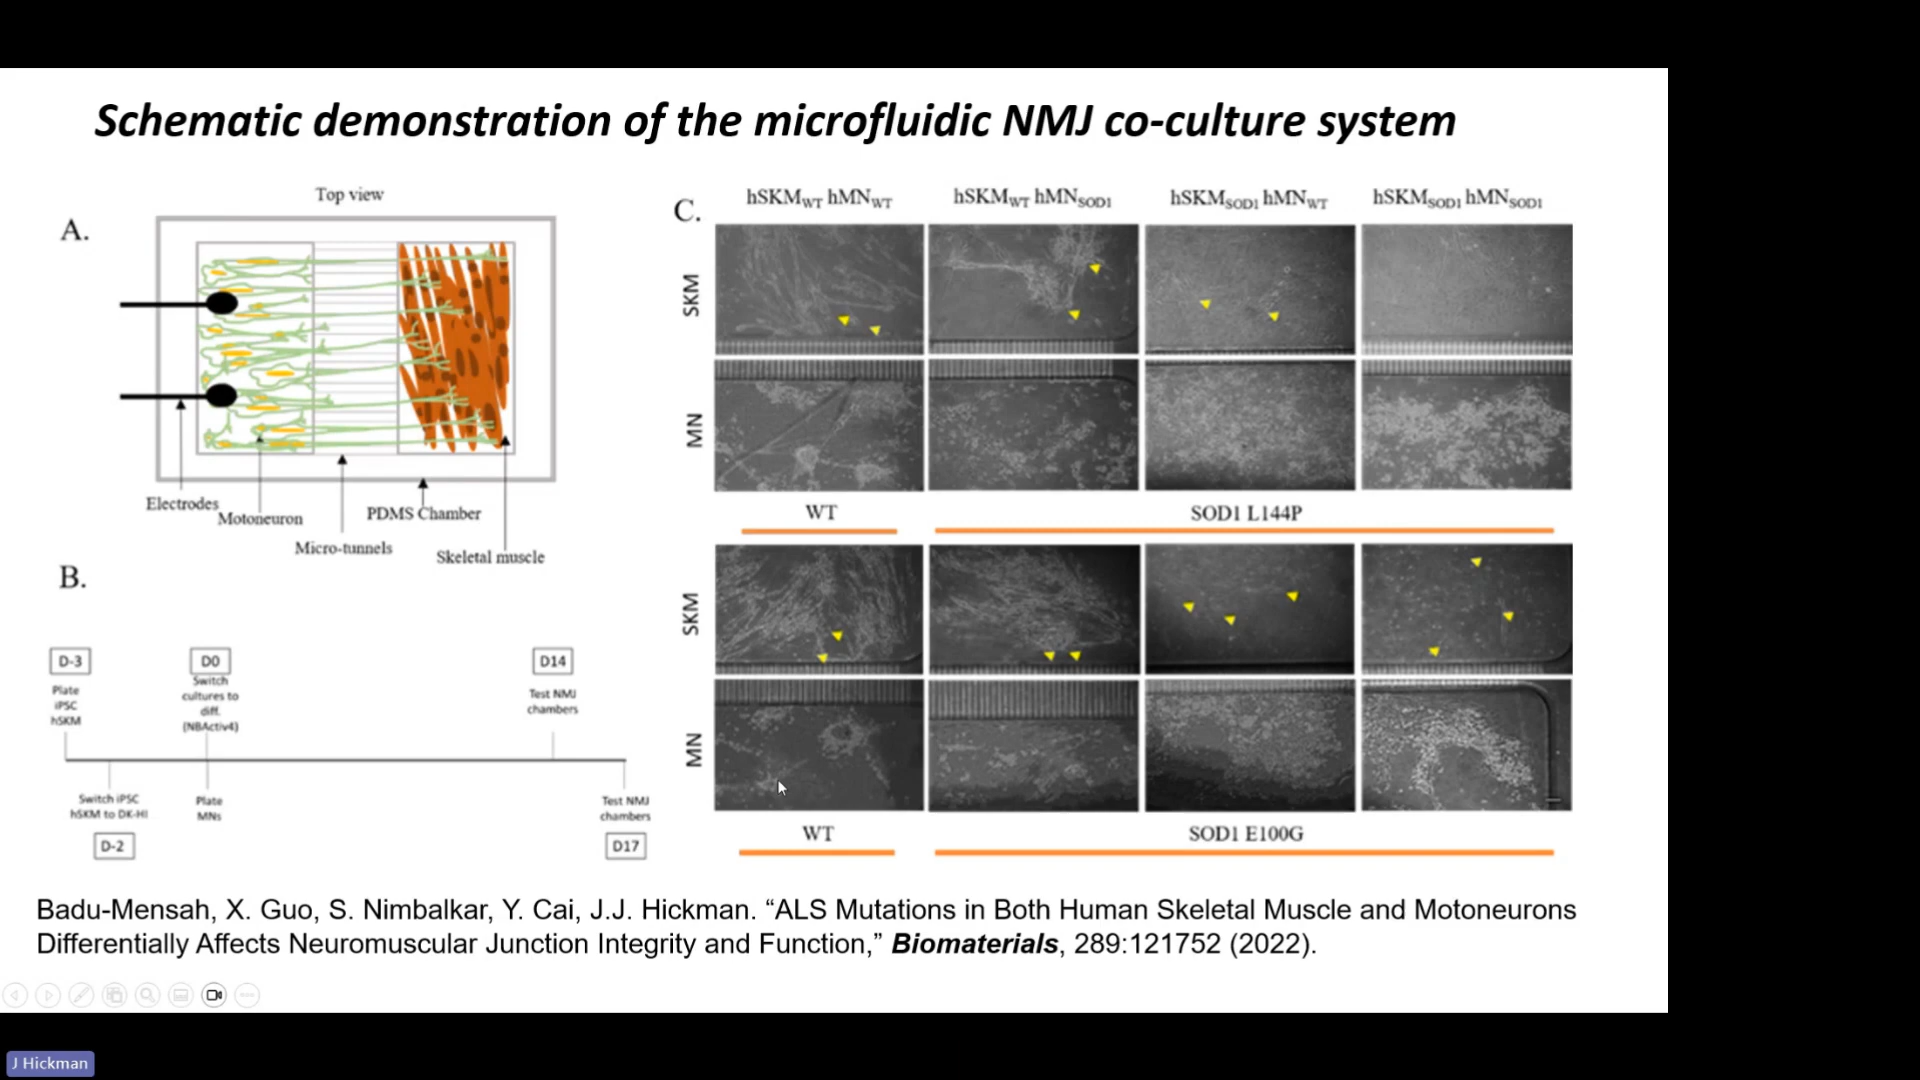 Schematic demonstration of the microfluidic NMJ co-culture system
A.
Top view
Electrodes
Motoneuron
Micro-tunnels
PDMS Chamber
Skeletal muscle
B.
D-3
Plate
iPSC
hSKM
D0
Switch
cultures to
diff.
(NBActiv4)
D14
Test NMJ
chambers
Switch iPSC
hSKM to DK-HI
D-2
Plate
MNs
Test NMJ
chambers
D17
C.
hSKMWT hMNWT
hSKMWT hMNSOD1
hSKMSOD1 hMNWT
hSKMSOD1 hMNSOD1
SKM
MN
WT
SOD1 L144P
SKM
MN
WT
SOD1 E100G
Badu-Mensah, X. Guo, S. Nimbalkar, Y. Cai, J.J. Hickman. “ALS Mutations in Both Human Skeletal Muscle and Motoneurons
Differentially Affects Neuromuscular Junction Integrity and Function,” Biomaterials, 289:121752 (2022).
J Hickman